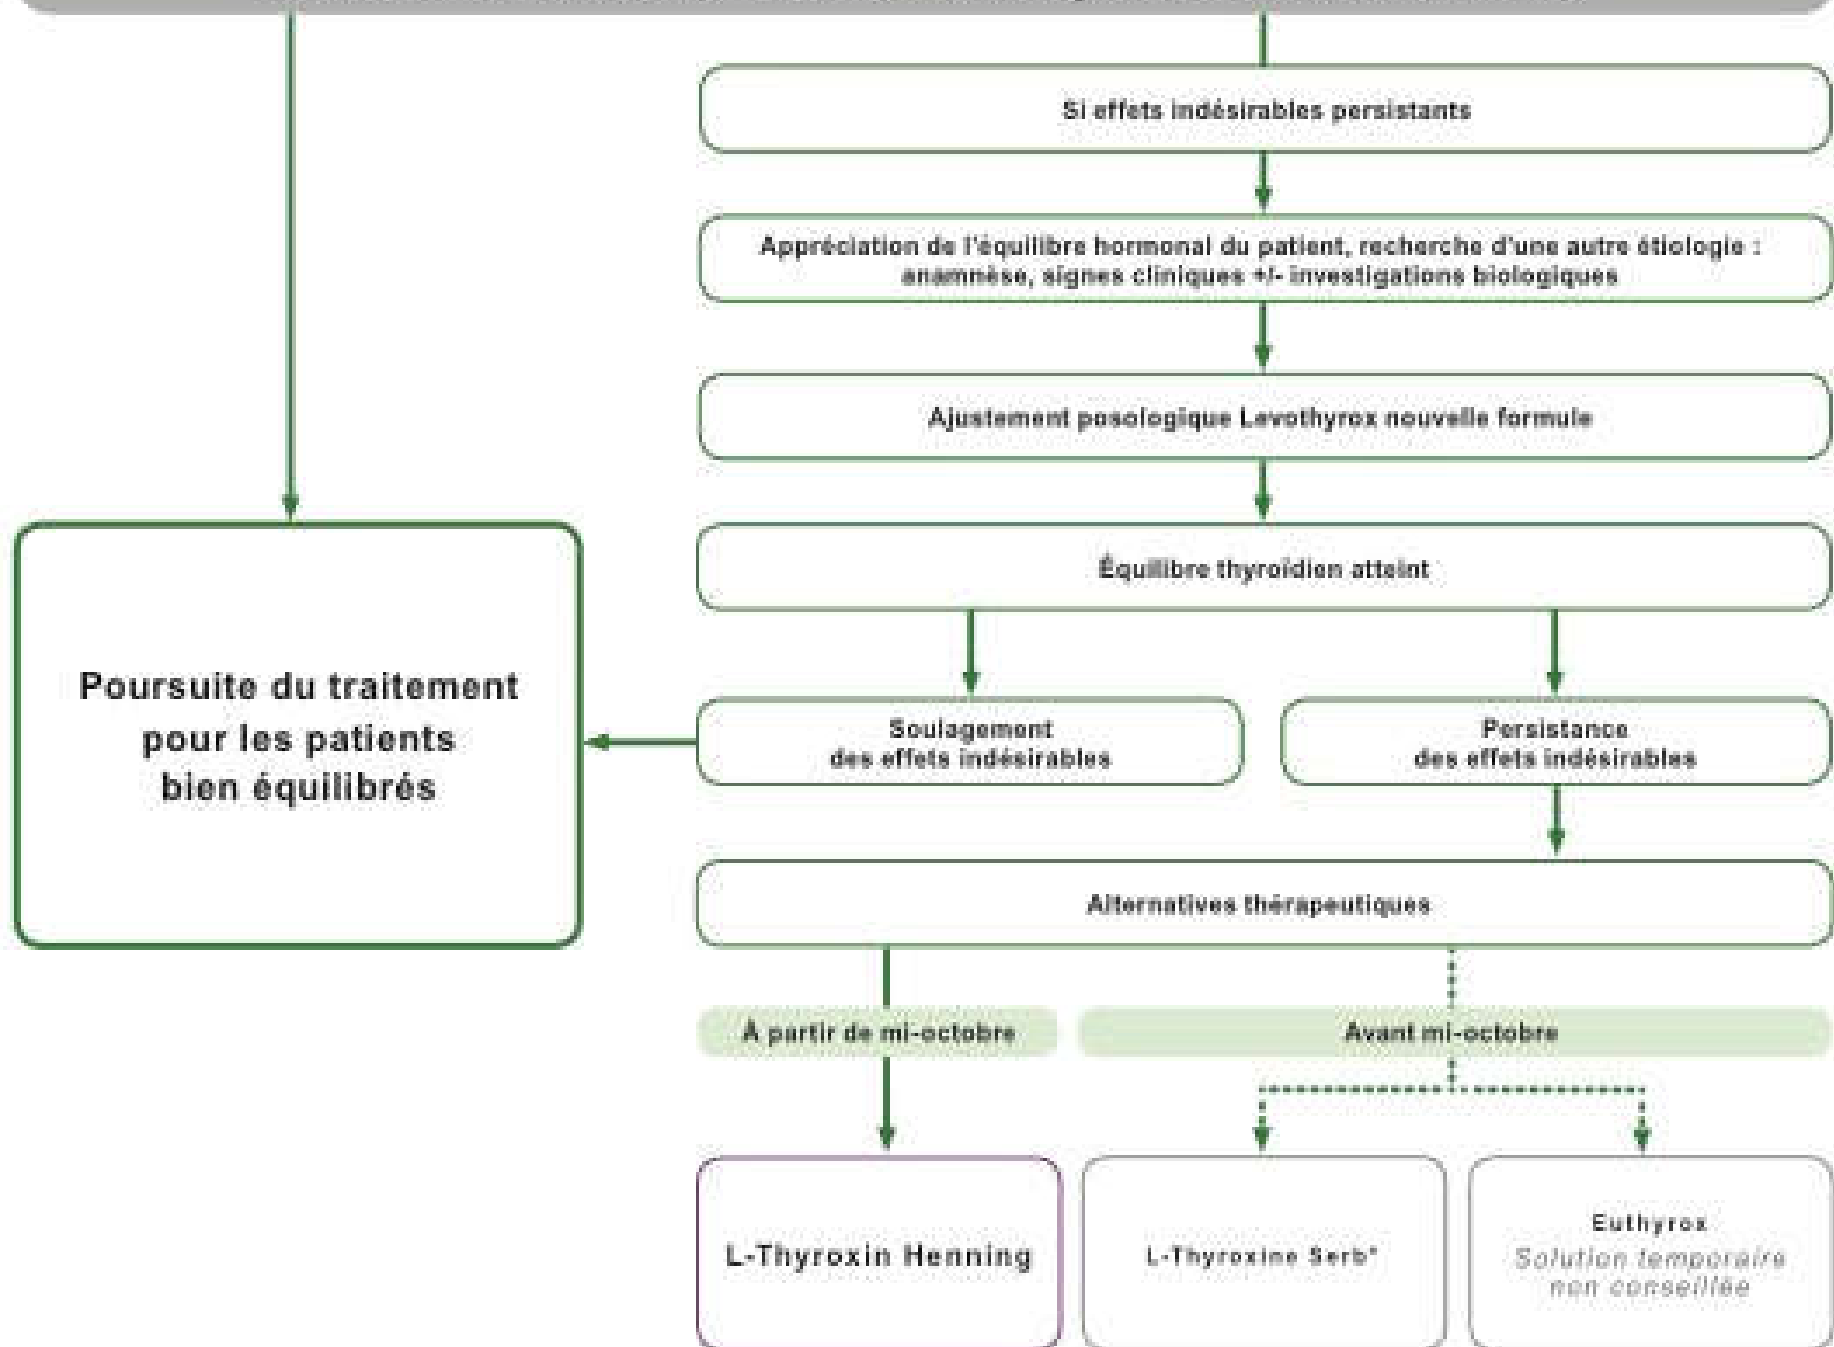 Si effets indésirables persistants
Appréciation de l'équilibre hormonal du patient, recherche d'une autre étiologie :
anamnèse, signes cliniques +/- investigations biologiques
Ajustement posologique Levothyrox nouvelle formule
Équilibre thyroïdien atteint
Poursuite du traitement
pour les patients
bien équilibrés
Soulagement
des effets indésirables
Persistance
des effets indésirables
Alternatives thérapeutiques
À partir de mi-octobre
Avant mi-octobre
L-Thyroxin Henning
L-Thyroxine Serb*
Euthyrox
Solution temporaire
non conseillée